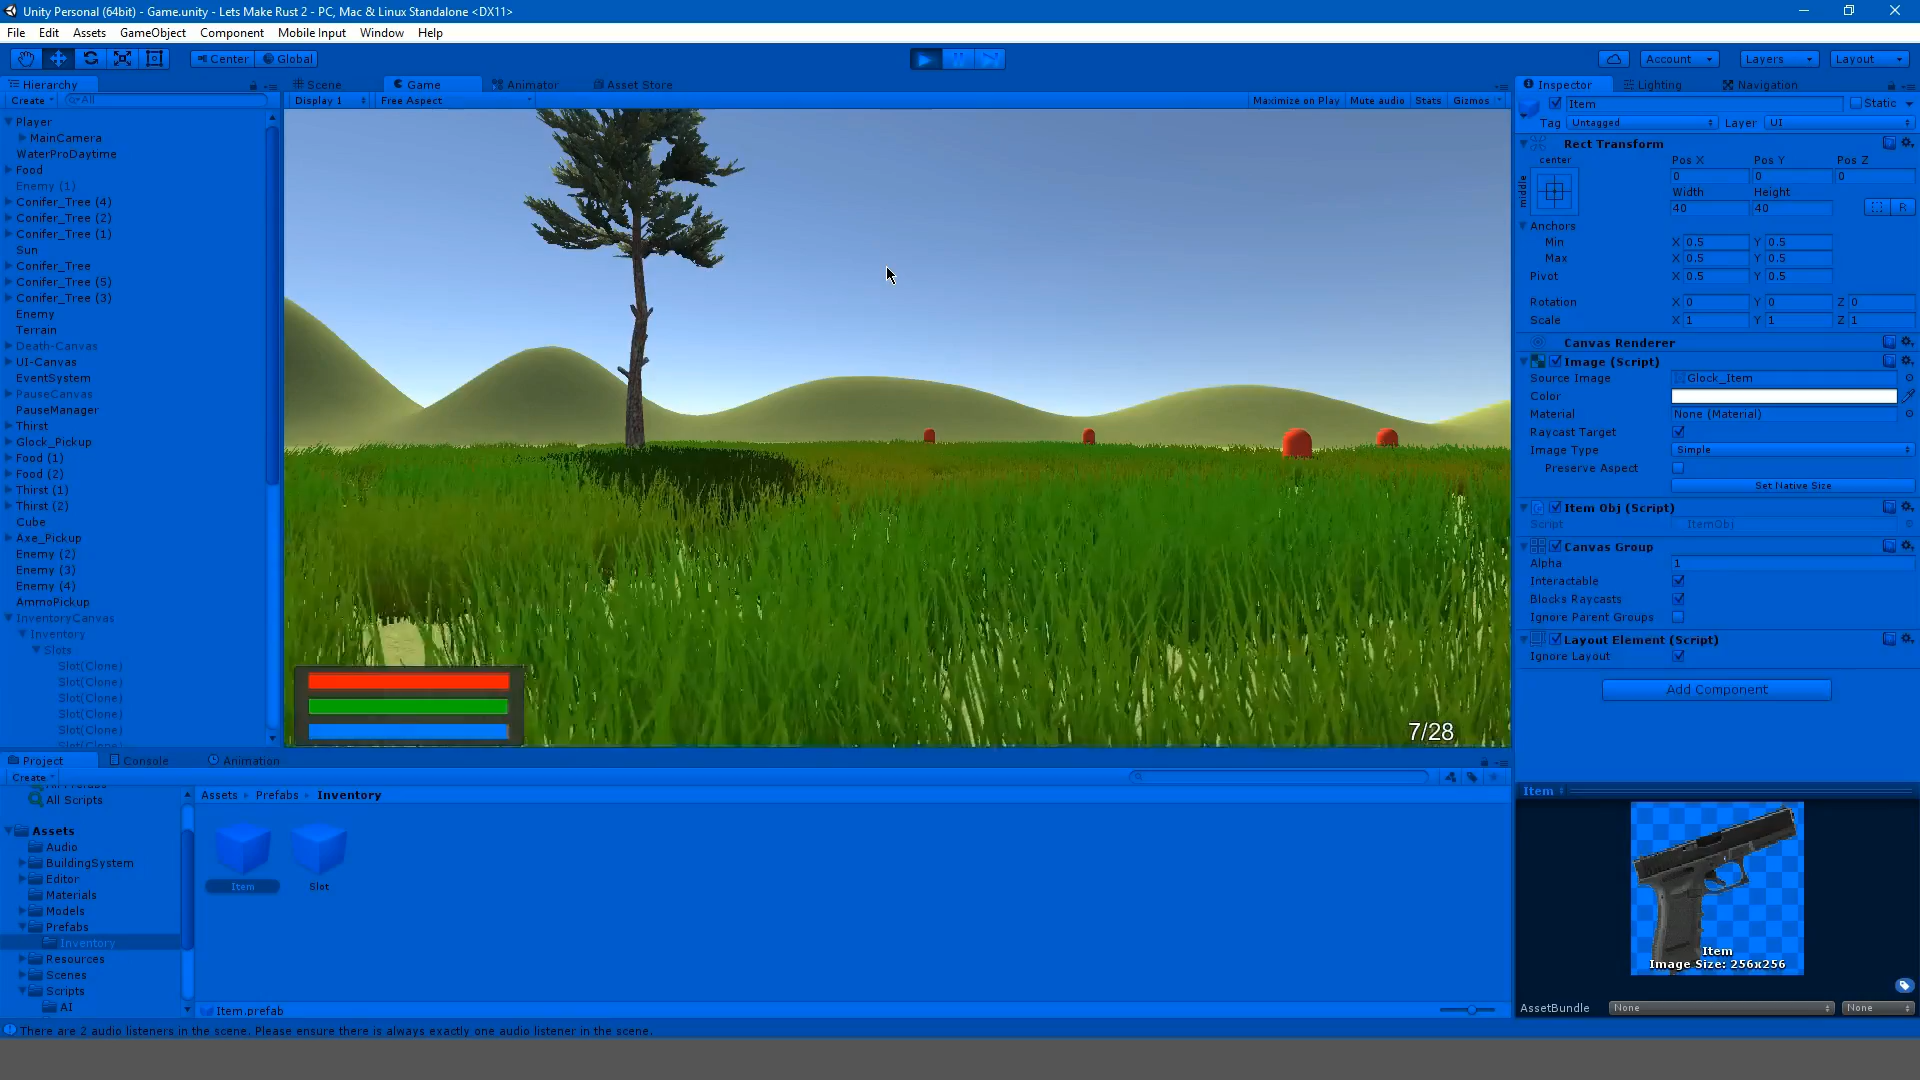 Unity Personal (64bit) - Game.unity - Lets Make Rust 2 - PC, Mac & Linux Standalone <DX11>
File Edit Assets GameObject Component Mobile Input Window Help
Center Global Account Layers Layout
Hierarchy Scene Game Animator Asset Store Inspector Lighting Navigation
Create All Display 1 Free Aspect Maximize on Play Mute audio Stats Gizmos
Item Static
Tag Untagged Layer UI
Player
MainCamera
WaterProDaytime
Food
Enemy (1)
Conifer_Tree (4)
Conifer_Tree (2)
Conifer_Tree (1)
Sun
Conifer_Tree
Conifer_Tree (5)
Conifer_Tree (3)
Enemy
Terrain
Death-Canvas
UI-Canvas
EventSystem
PauseCanvas
PauseManager
Thirst
Glock_Pickup
Food (1)
Food (2)
Thirst (1)
Thirst (2)
Cube
Axe_Pickup
Enemy (2)
Enemy (3)
Enemy (4)
AmmoPickup
InventoryCanvas
Inventory
Slots
Slot(Clone)
Slot(Clone)
Slot(Clone)
Slot(Clone)
Slot(Clone)
7/28
Rect Transform
center
middle
Pos X Pos Y Pos Z
0 0 0
Width Height
40 40
R
Anchors
Min X 0.5 Y 0.5
Max X 0.5 Y 0.5
Pivot X 0.5 Y 0.5
Rotation X 0 Y 0 Z 0
Scale X 1 Y 1 Z 1
Canvas Renderer
Image (Script)
Source Image Glock_Item
Color
Material None (Material)
Raycast Target
Image Type Simple
Preserve Aspect
Set Native Size
Item Obj (Script)
Script ItemObj
Canvas Group
Alpha 1
Interactable
Blocks Raycasts
Ignore Parent Groups
Layout Element (Script)
Ignore Layout
Add Component
Project Console Animation
Create
All Prefabs
All Scripts
Assets
Audio
BuildingSystem
Editor
Materials
Models
Prefabs
Inventory
Resources
Scenes
Scripts
AI
Assets Prefabs Inventory
Item Slot
Item.prefab
Item
Item
Image Size: 256x256
AssetBundle None None
There are 2 audio listeners in the scene. Please ensure there is always exactly one audio listener in the scene.